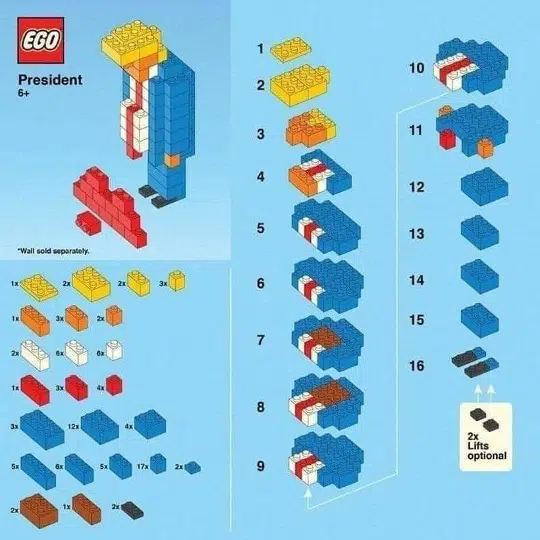 EGO
President
6+
*Wall sold separately.
1x 2x 2x 3x
1x 3x 2x
2x 6x 6x
1x 3x 4x
3x 12x 4x
5x 6x 5x 17x 2x
2x 1x 2x
1
2
3
4
5
6
7
8
9
10
11
12
13
14
15
16
2x
Lifts
optional